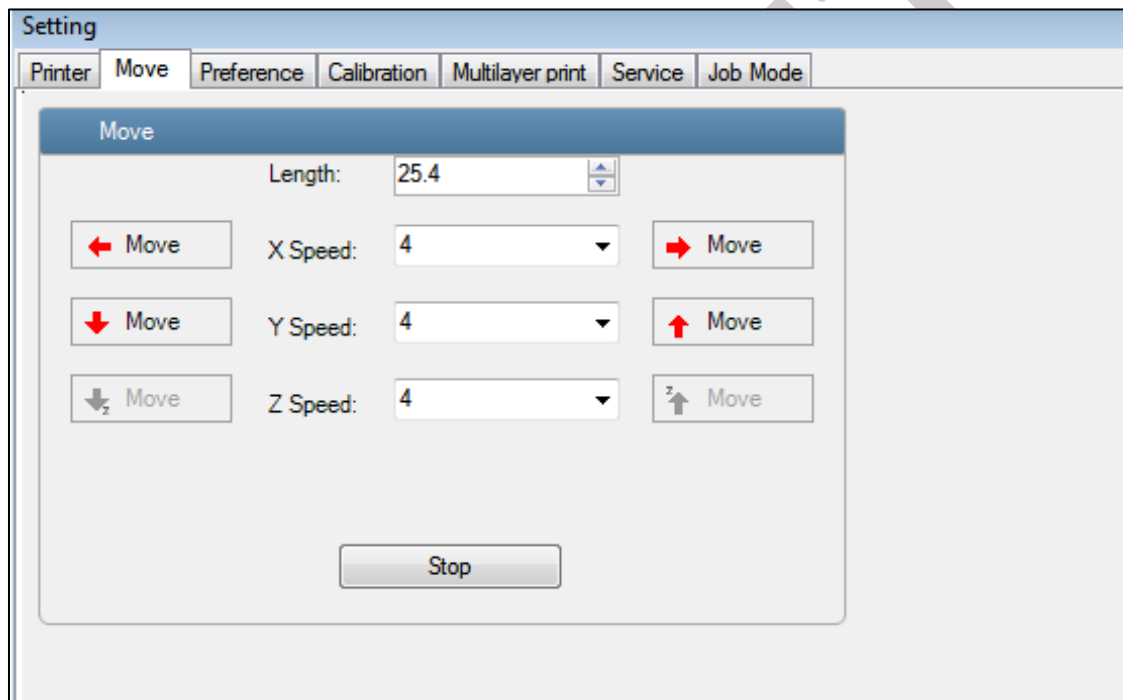 Setting
Printer Move Preference Calibration Multilayer print Service Job Mode
Move
Length: 25.4
Move X Speed: 4 Move
Move Y Speed: 4 Move
z Move Z Speed: 4 z Move
Stop